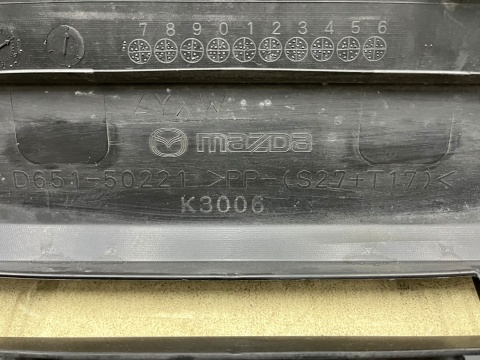 7 8 9 0 1 2 3 4 5 6
mazda
D651-50221 >PP-(S27+T17)<
K3006